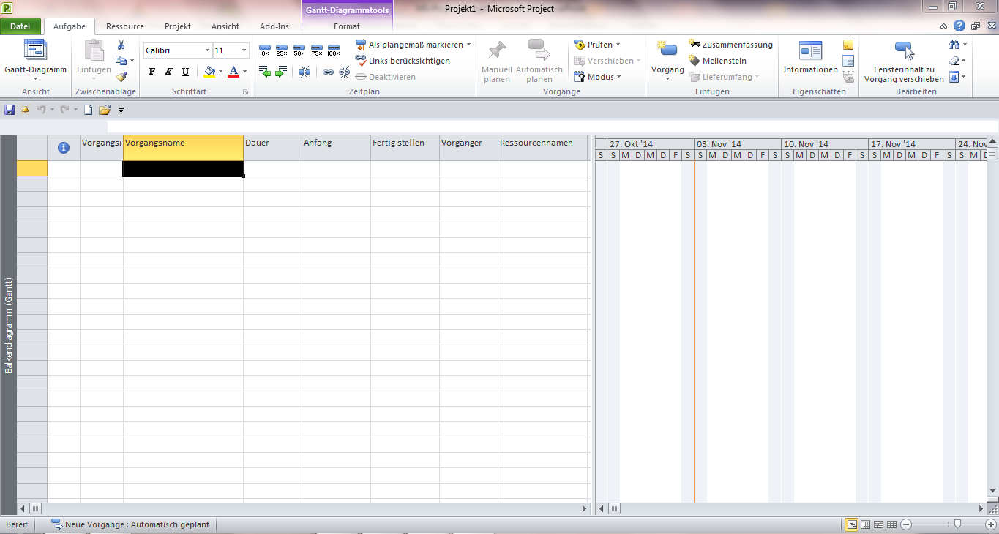 Gantt-Diagrammtools
Projekt1 - Microsoft Project
Datei Aufgabe Ressource Projekt Ansicht Add-Ins Format
Gantt-Diagramm
Ansicht
Einfügen
Zwischenablage
Calibri 11
F K U A
Schriftart
0% 25% 50% 75% 100%
Als plangemäß markieren
Links berücksichtigen
Deaktivieren
Zeitplan
Manuell planen
Automatisch planen
Prüfen
Verschieben
Modus
Vorgänge
Vorgang
Zusammenfassung
Meilenstein
Lieferumfang
Einfügen
Informationen
Eigenschaften
Fensterinhalt zu
Vorgang verschieben
Bearbeiten
Vorgangsr Vorgangsname Dauer Anfang Fertig stellen Vorgänger Ressourcennamen
27. Okt '14 03. Nov '14 10. Nov '14 17. Nov '14 24. Nov
S S M D M D F S S M D M D F S S M D M D F S S M D M D F S S M D
Balkendiagramm (Gantt)
Bereit Neue Vorgänge : Automatisch geplant